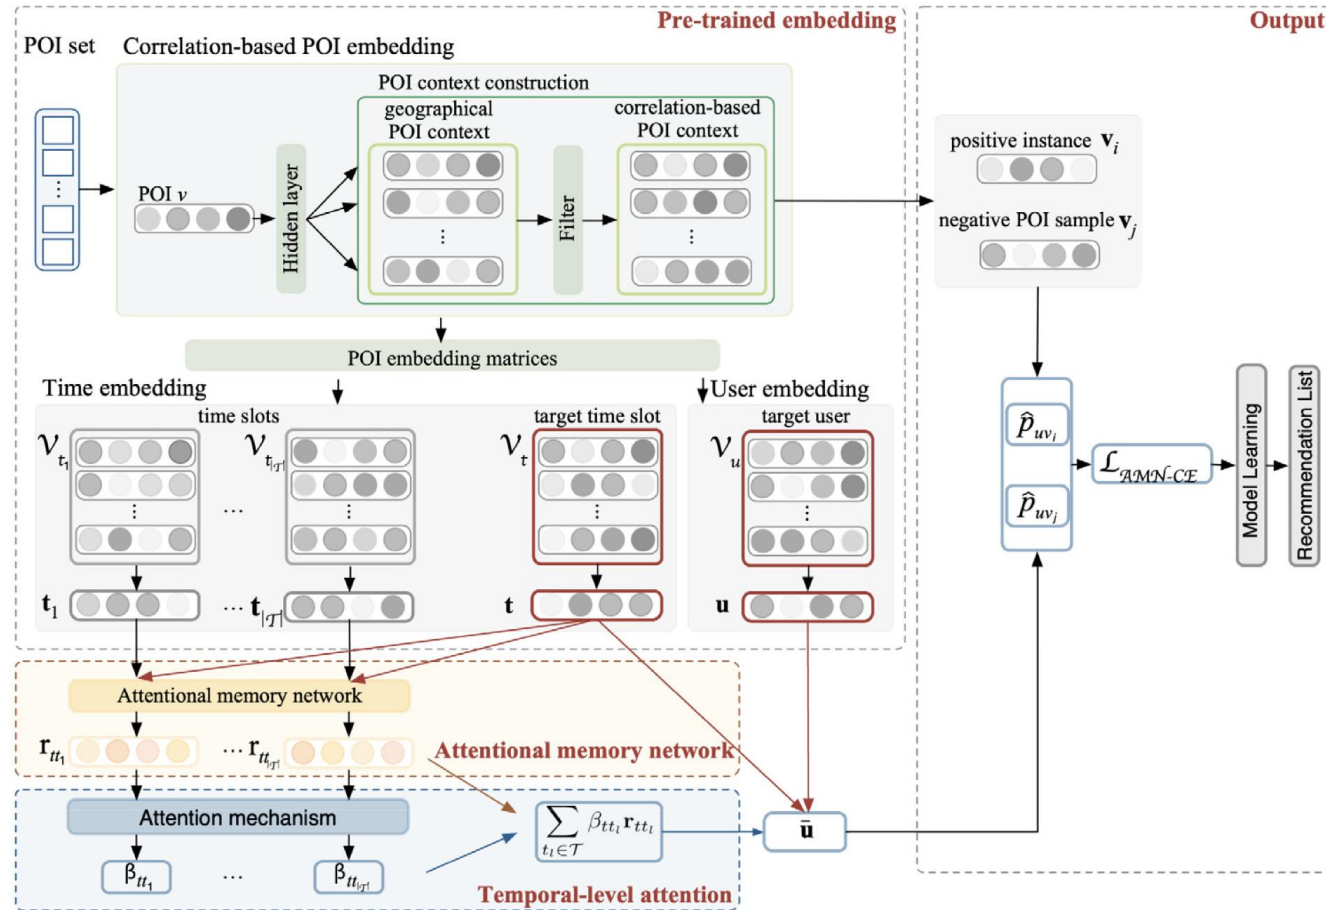 Pre-trained embedding
Output
POI set
Correlation-based POI embedding
POI context construction
geographical
POI context
correlation-based
POI context
POI v
Hidden layer
⋮
Filter
⋮
positive instance v_i
negative POI sample v_j
POI embedding matrices
Time embedding
User embedding
time slots
target time slot
target user
𝒱_{t_1}
𝒱_{t_{|𝒯|}}
𝒱_t
𝒱_u
⋮
...
⋮
⋮
⋮
t_1
... t_{|𝒯|}
t
u
p̂_{uv_i}
p̂_{uv_j}
ℒ_{AMN-CE}
Model Learning
Recommendation List
Attentional memory network
r_{tt_1}
... r_{tt_{|𝒯|}}
Attentional memory network
Attention mechanism
β_{tt_1}
...
β_{tt_{|𝒯|}}
∑_{t_l∈𝒯} β_{tt_l} r_{tt_l}
ū
Temporal-level attention